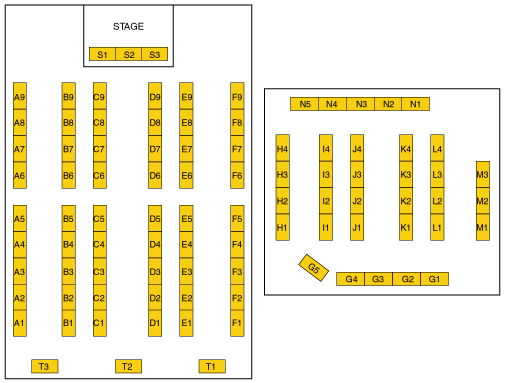 STAGE
S1 S2 S3
A9 B9 C9 D9 E9 F9
A8 B8 C8 D8 E8 F8
A7 B7 C7 D7 E7 F7
A6 B6 C6 D6 E6 F6
A5 B5 C5 D5 E5 F5
A4 B4 C4 D4 E4 F4
A3 B3 C3 D3 E3 F3
A2 B2 C2 D2 E2 F2
A1 B1 C1 D1 E1 F1
T3 T2 T1
N5 N4 N3 N2 N1
H4 I4 J4 K4 L4
H3 I3 J3 K3 L3 M3
H2 I2 J2 K2 L2 M2
H1 I1 J1 K1 L1 M1
G5
G4 G3 G2 G1